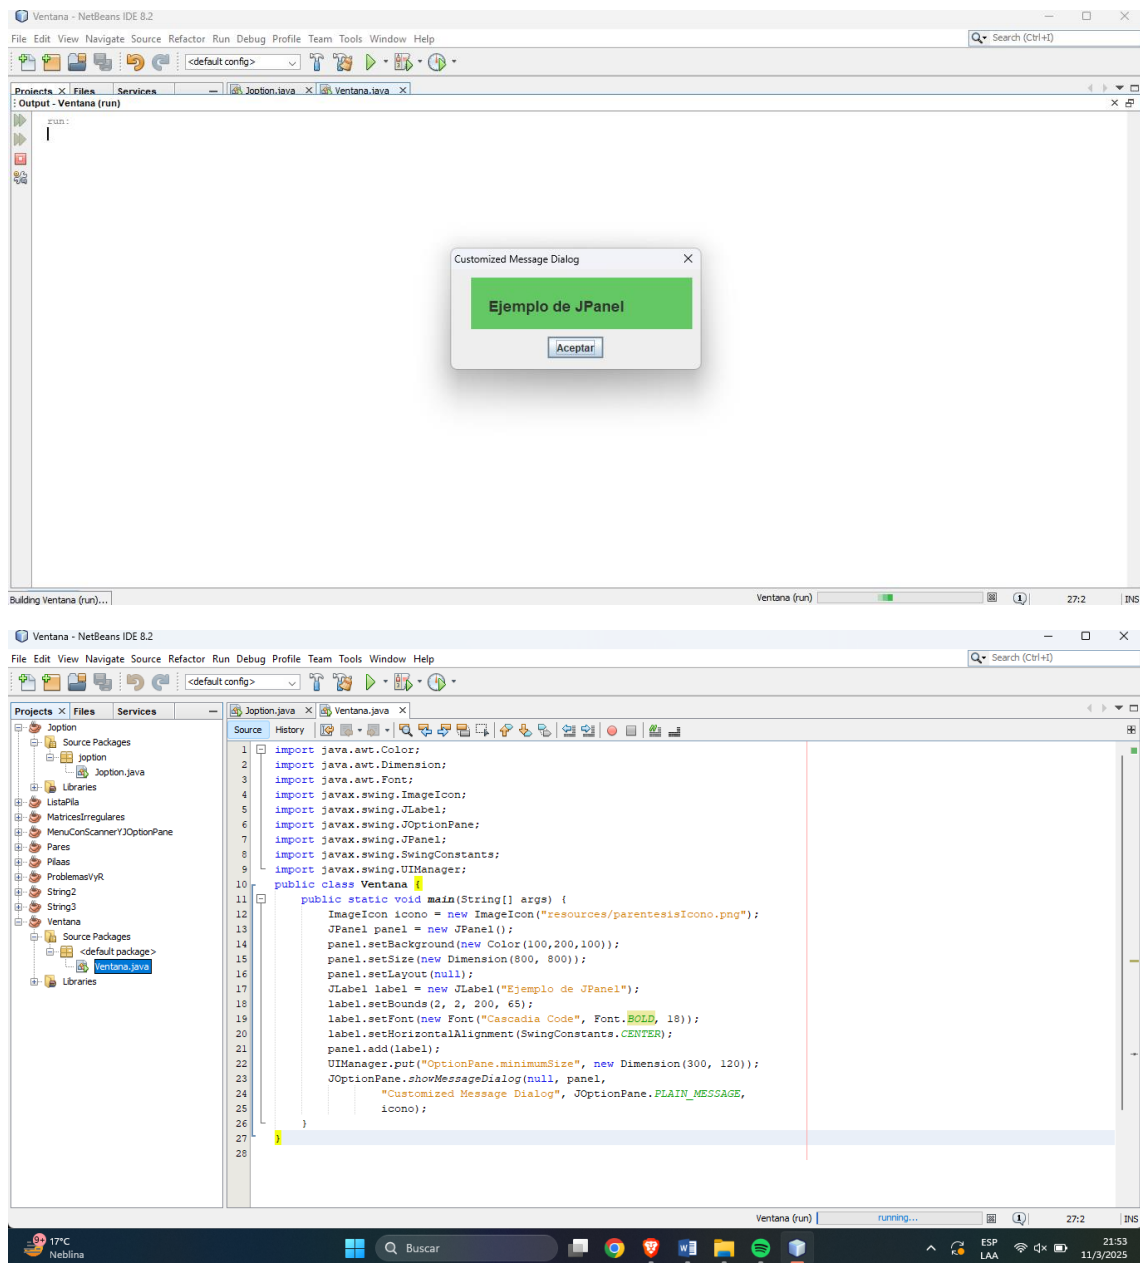 Ventana - NetBeans IDE 8.2
File Edit View Navigate Source Refactor Run Debug Profile Team Tools Window Help
Search (Ctrl+I)
<default config>
Projects Files Services
Joption.java Ventana.java
Output - Ventana (run)
run:
Customized Message Dialog
Ejemplo de JPanel
Aceptar
Building Ventana (run)...
Ventana (run)
1
27:2
INS
Ventana - NetBeans IDE 8.2
File Edit View Navigate Source Refactor Run Debug Profile Team Tools Window Help
Search (Ctrl+I)
<default config>
Projects Files Services
Joption
Source Packages
joption
Joption.java
Libraries
ListaPila
MatricesIrregulares
MenuConScannerYJOptionPane
Pares
Pilaas
ProblemasVyR
String2
String3
Ventana
Source Packages
<default package>
Ventana.java
Libraries
Joption.java Ventana.java
Source History
1 import java.awt.Color;
2 import java.awt.Dimension;
3 import java.awt.Font;
4 import javax.swing.ImageIcon;
5 import javax.swing.JLabel;
6 import javax.swing.JOptionPane;
7 import javax.swing.JPanel;
8 import javax.swing.SwingConstants;
9 import javax.swing.UIManager;
10 public class Ventana {
11 public static void main(String[] args) {
12 ImageIcon icono = new ImageIcon("resources/parentesisIcono.png");
13 JPanel panel = new JPanel();
14 panel.setBackground(new Color(100,200,100));
15 panel.setSize(new Dimension(800, 800));
16 panel.setLayout(null);
17 JLabel label = new JLabel("Ejemplo de JPanel");
18 label.setBounds(2, 2, 200, 65);
19 label.setFont(new Font("Cascadia Code", Font.BOLD, 18));
20 label.setHorizontalAlignment(SwingConstants.CENTER);
21 panel.add(label);
22 UIManager.put("OptionPane.minimumSize", new Dimension(300, 120));
23 JOptionPane.showMessageDialog(null, panel,
24 "Customized Message Dialog", JOptionPane.PLAIN_MESSAGE,
25 icono);
26 }
27 }
28
Ventana (run)
running...
1
27:2
INS
9+
17°C
Neblina
Buscar
ESP
LAA
21:53
11/3/2025